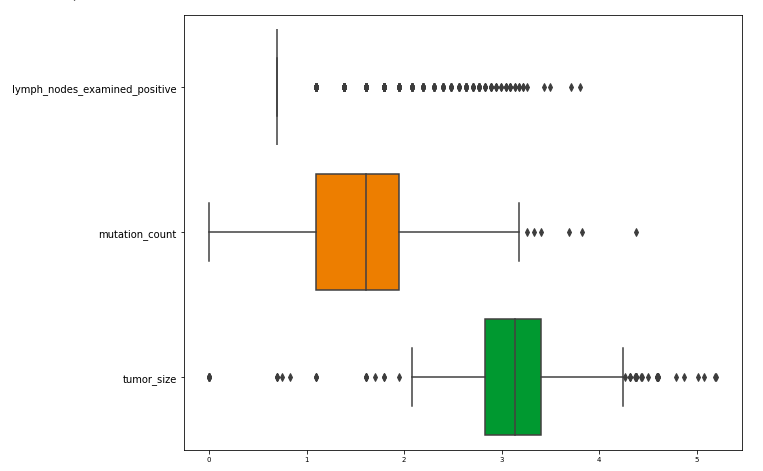 lymph_nodes_examined_positive
mutation_count
tumor_size
0 1 2 3 4 5